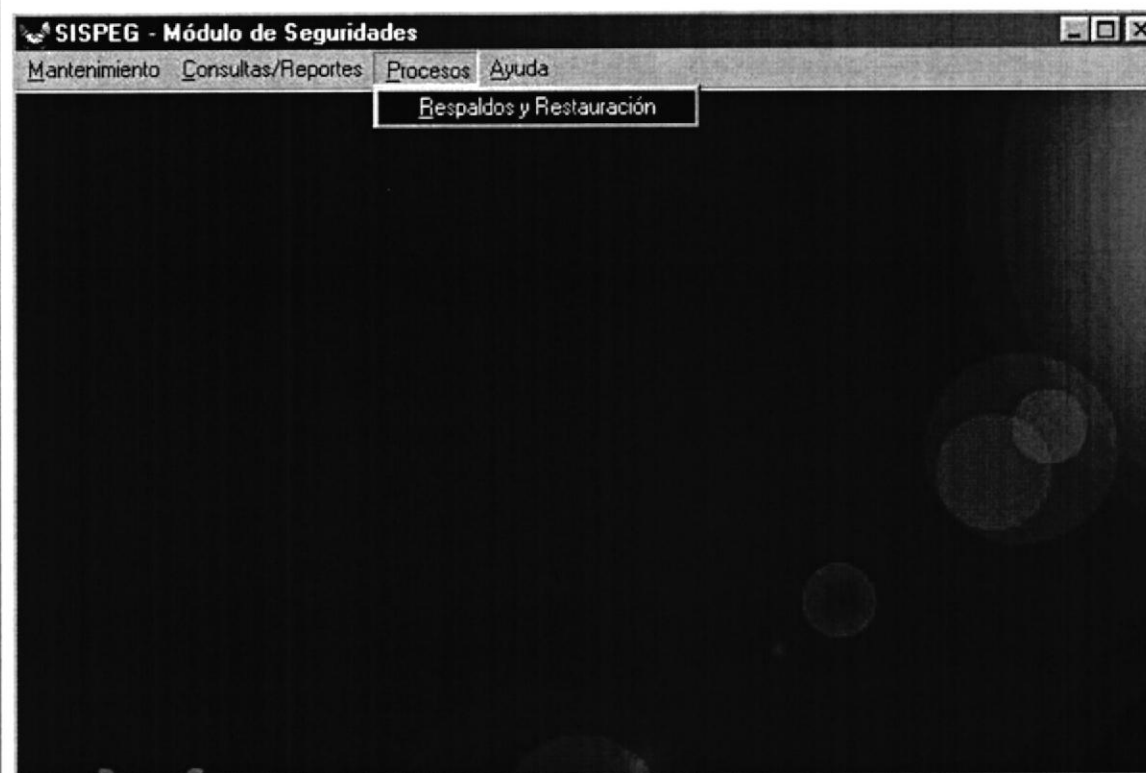 SISPEG - Módulo de Seguridades
Mantenimiento Consultas/Reportes Procesos Ayuda
Respaldos y Restauración